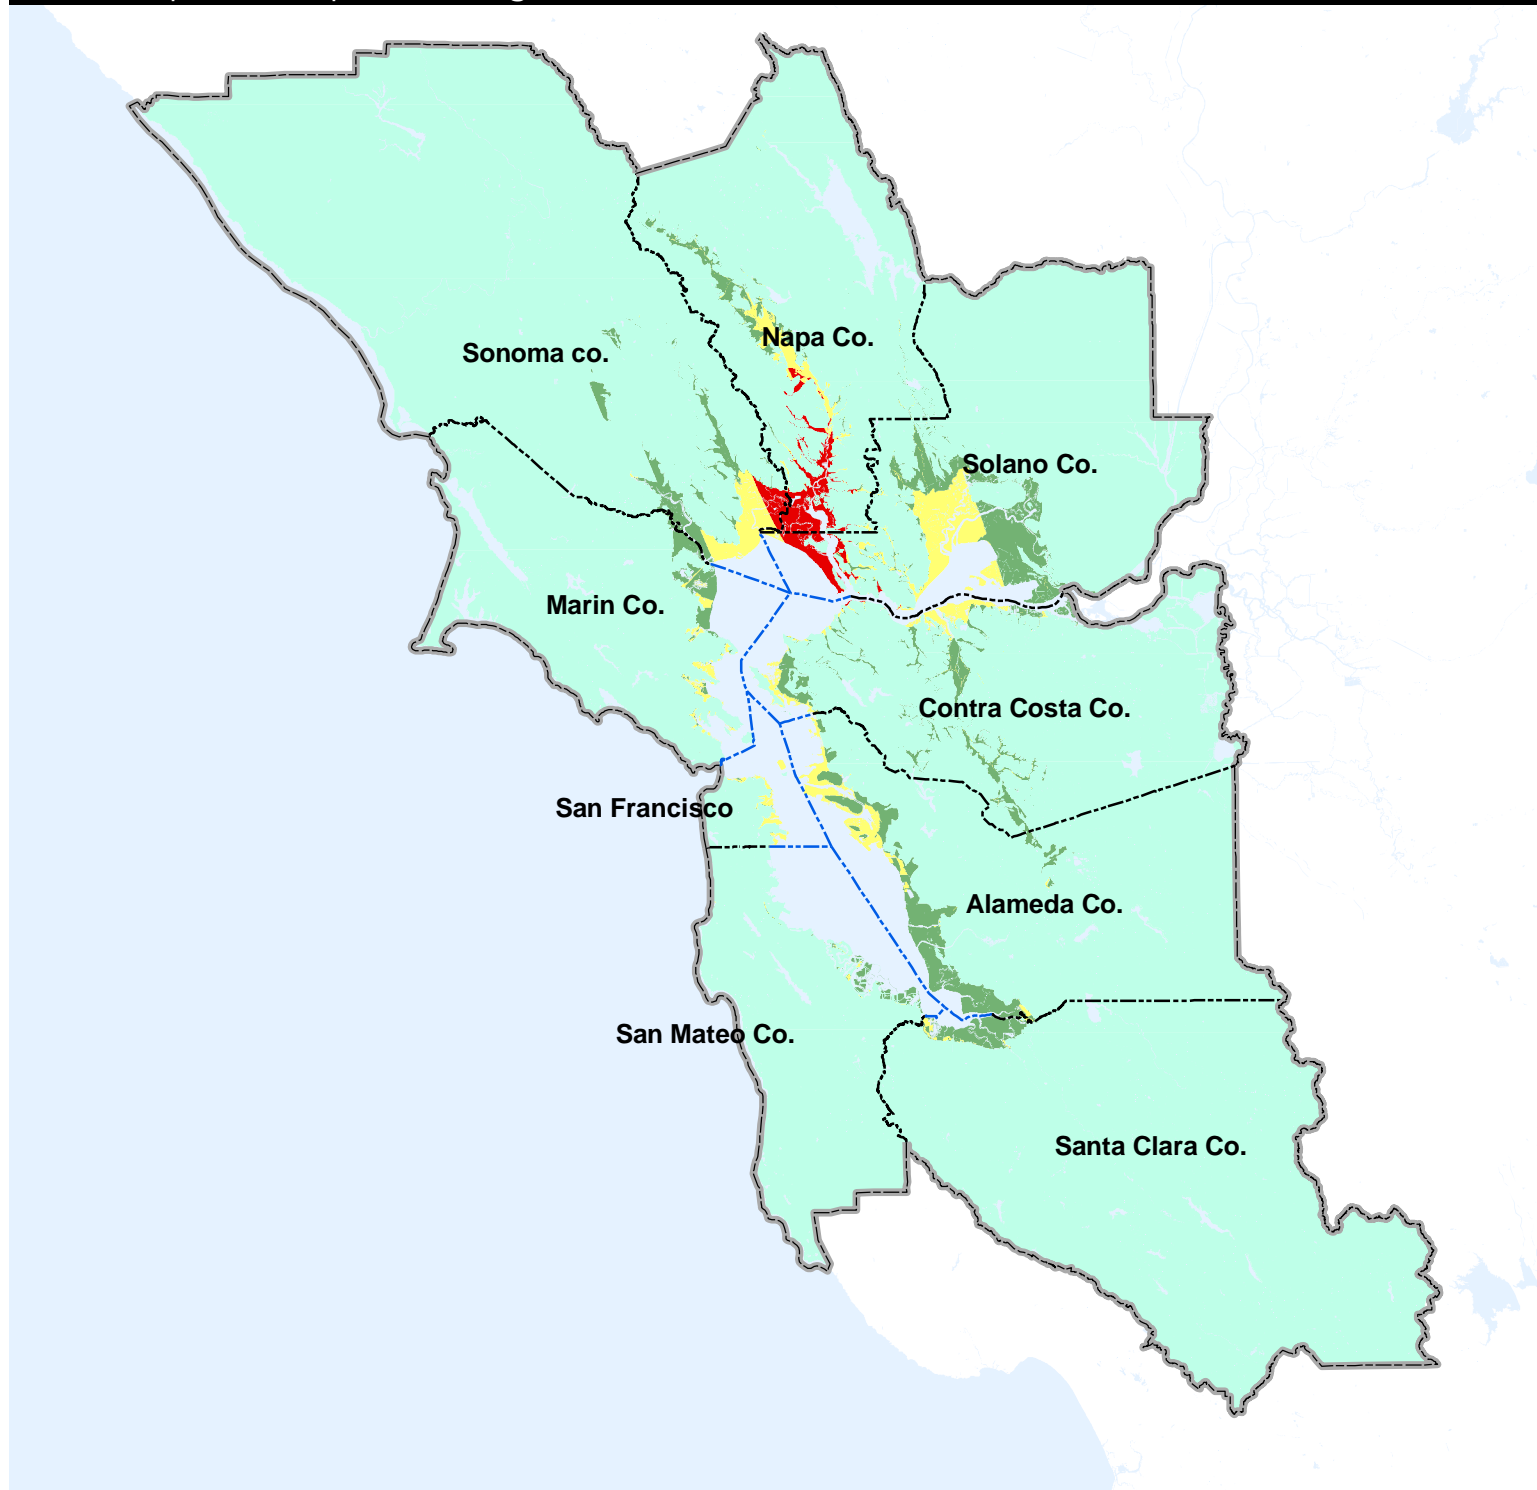 Napa Co.
Sonoma co.
Solano Co.
Marin Co.
Contra Costa Co.
San Francisco
Alameda Co.
San Mateo Co.
Santa Clara Co.